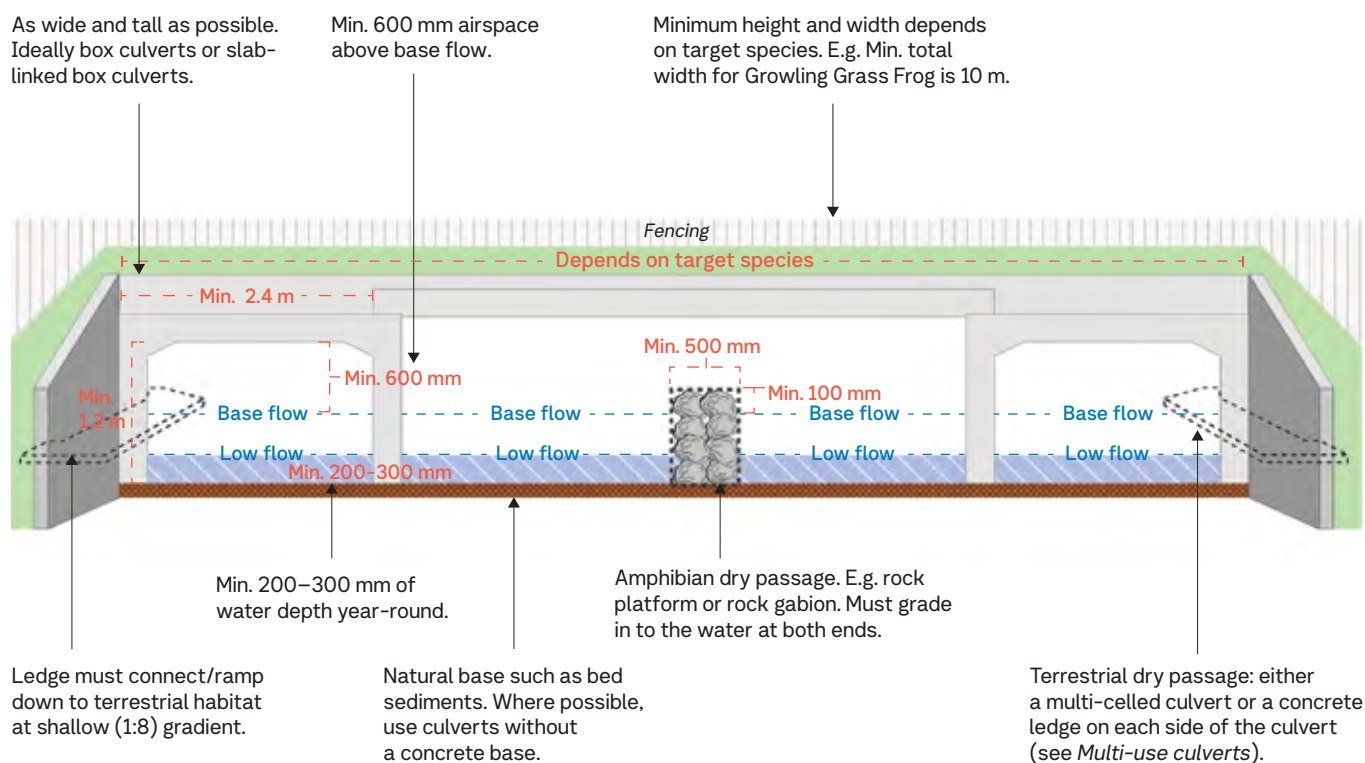 As wide and tall as possible.
Ideally box culverts or slab-
linked box culverts.
Min. 600 mm airspace
above base flow.
Minimum height and width depends
on target species. E.g. Min. total
width for Growling Grass Frog is 10 m.
Fencing
Depends on target species
Min. 2.4 m
Min. 500 mm
Min. 600 mm
Min. 100 mm
Min.
1.2 m
Base flow
Base flow
Base flow
Base flow
Low flow
Low flow
Low flow
Low flow
Min. 200-300 mm
Min. 200–300 mm of
water depth year-round.
Amphibian dry passage. E.g. rock
platform or rock gabion. Must grade
in to the water at both ends.
Ledge must connect/ramp
down to terrestrial habitat
at shallow (1:8) gradient.
Natural base such as bed
sediments. Where possible,
use culverts without
a concrete base.
Terrestrial dry passage: either
a multi-celled culvert or a concrete
ledge on each side of the culvert
(see Multi-use culverts).